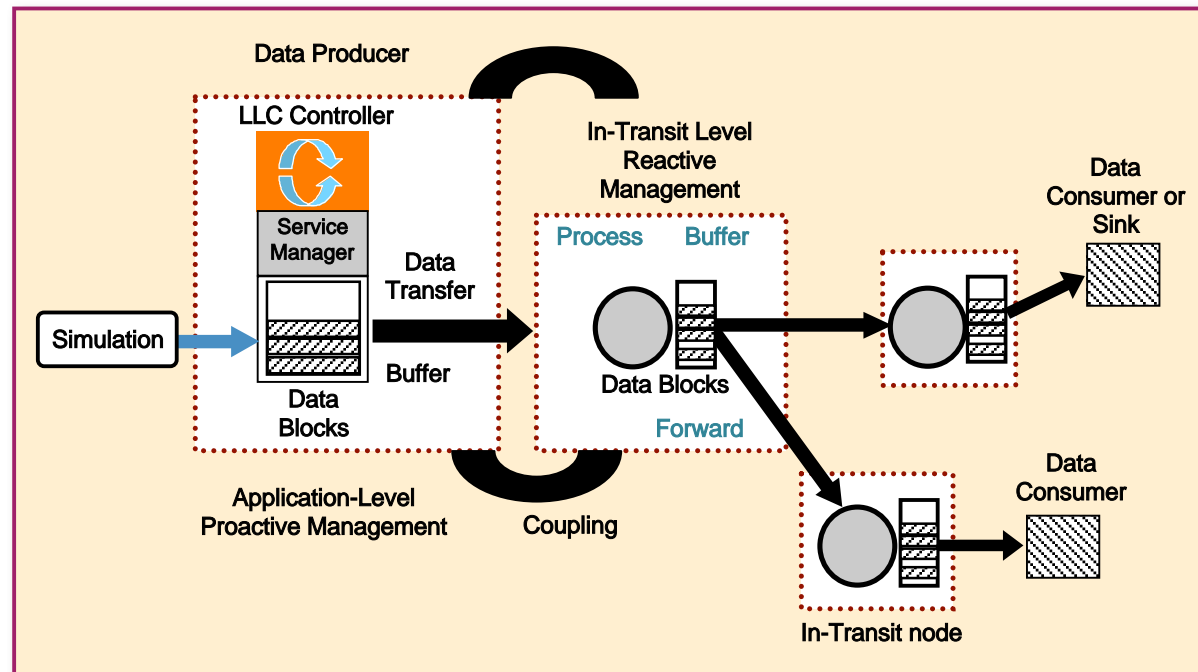 Data Producer
LLC Controller
Service
Manager
Data
Transfer
Simulation
Buffer
Data
Blocks
Application-Level
Proactive Management
Coupling
In-Transit Level
Reactive
Management
Process
Buffer
Data Blocks
Forward
Data
Consumer or
Sink
Data
Consumer
In-Transit node